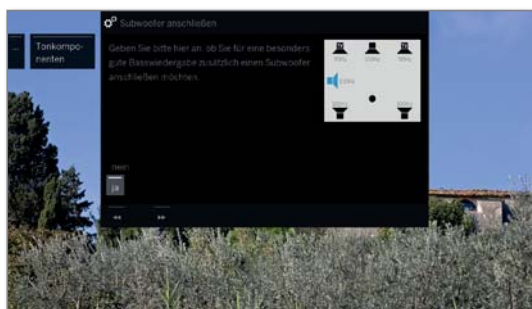 Subwoofer anschließen
...
Tonkompo-
nenten
Geben Sie bitte hier an, ob Sie für eine besonders
gute Basswiedergabe zusätzlich einen Subwoofer
anschließen möchten.
nein
ja